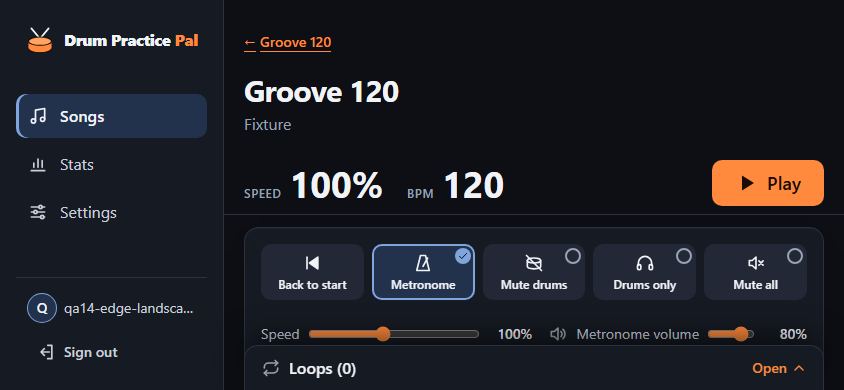 Drum Practice Pal
Songs
Stats
Settings
Q qa14-edge-landsca...
Sign out
← Groove 120
Groove 120
Fixture
SPEED 100% BPM 120
Play
Back to start
Metronome
Mute drums
Drums only
Mute all
Speed 100% Metronome volume 80%
Loops (0) Open